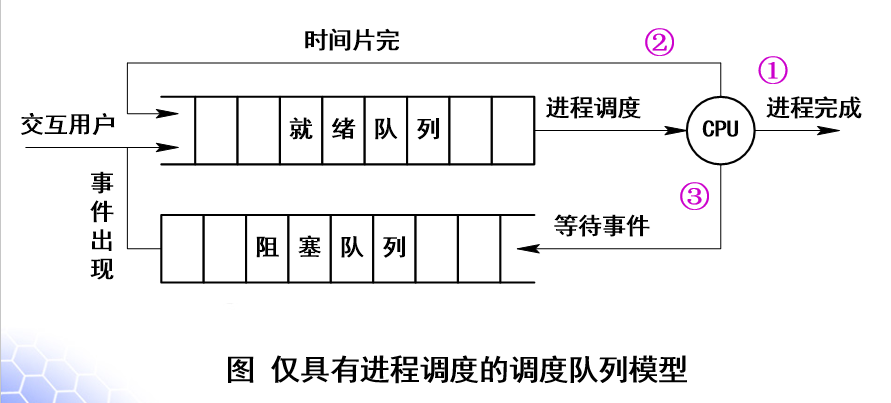 时间片完
②
①
交互用户
就绪队列
进程调度
CPU
进程完成
事件出现
阻塞队列
等待事件
③
图 仅具有进程调度的调度队列模型